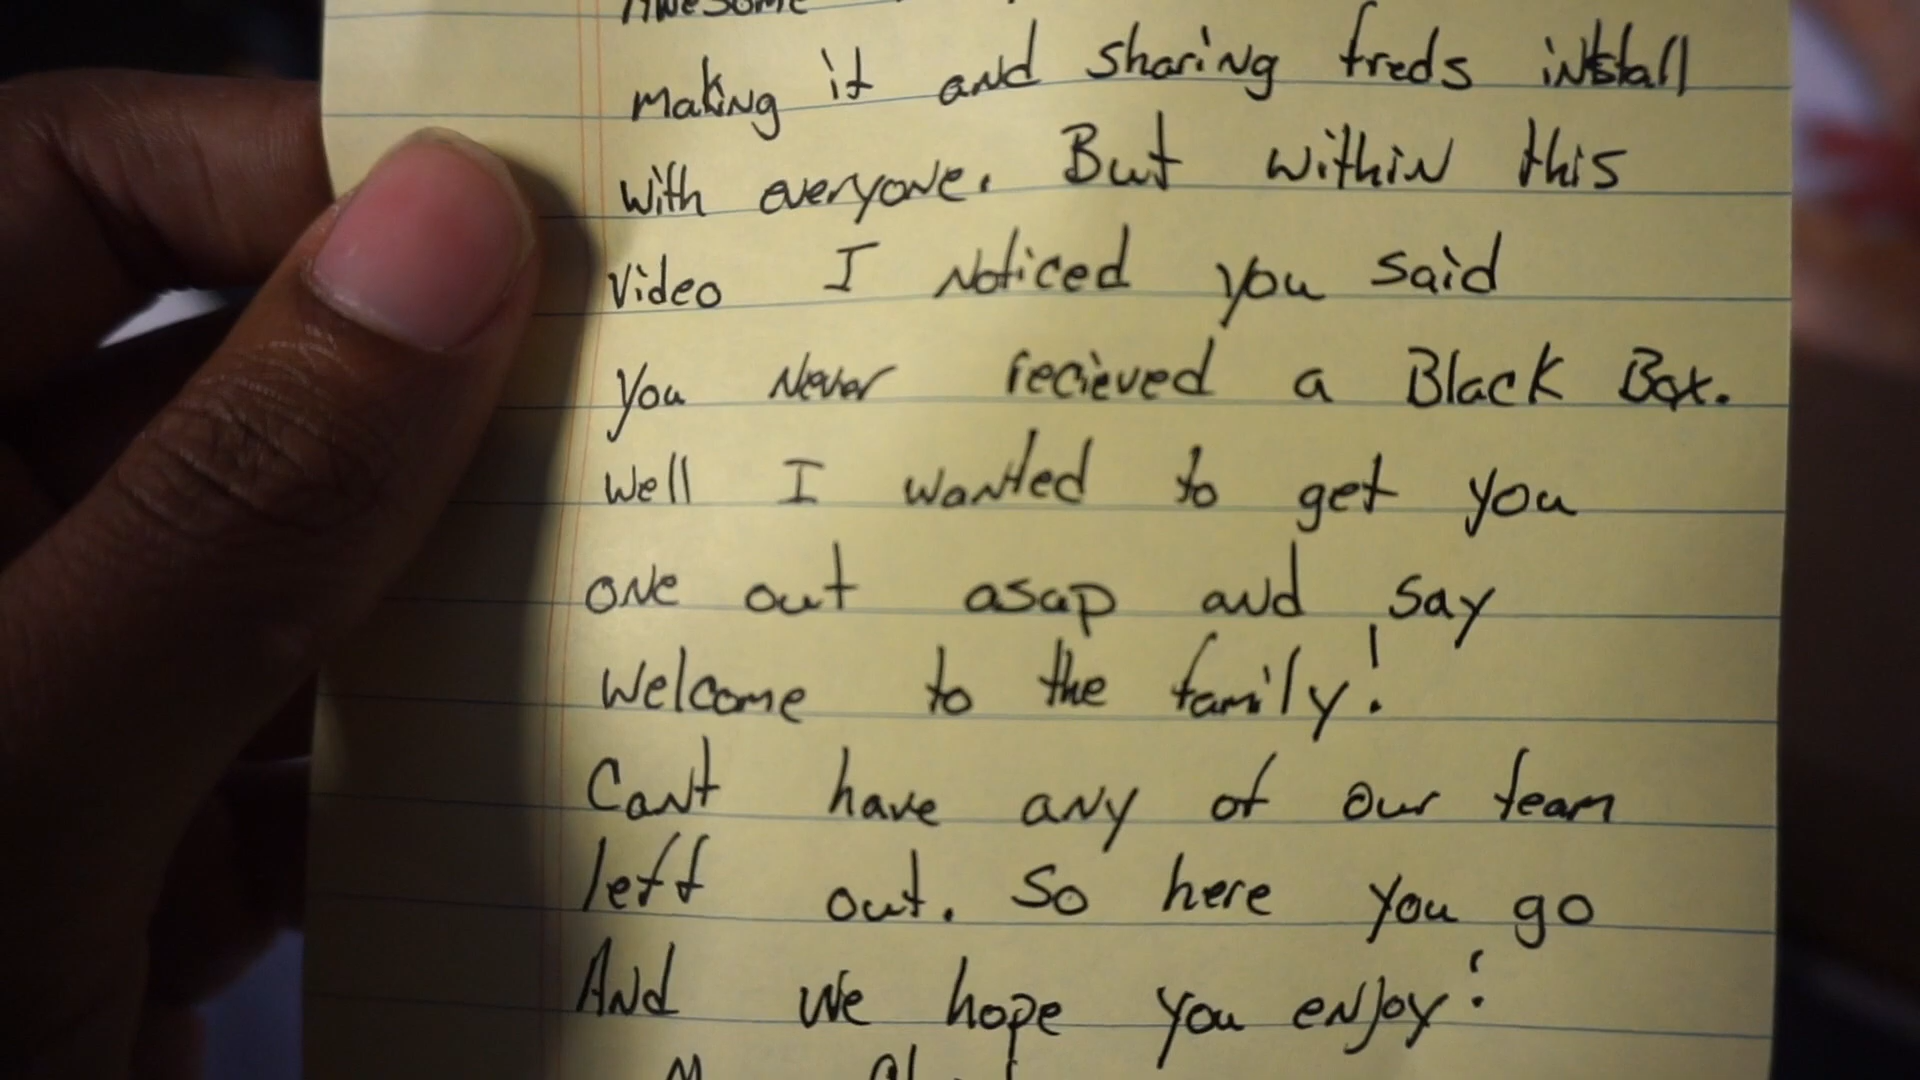 Awesome
making it and sharing freds intstall
with everyone. But within this
video I noticed you said
you never recieved a Black Box.
Well I wanted to get you
one out asap and say
welcome to the family!
Cant have any of our team
left out. So here you go
And we hope you enjoy!